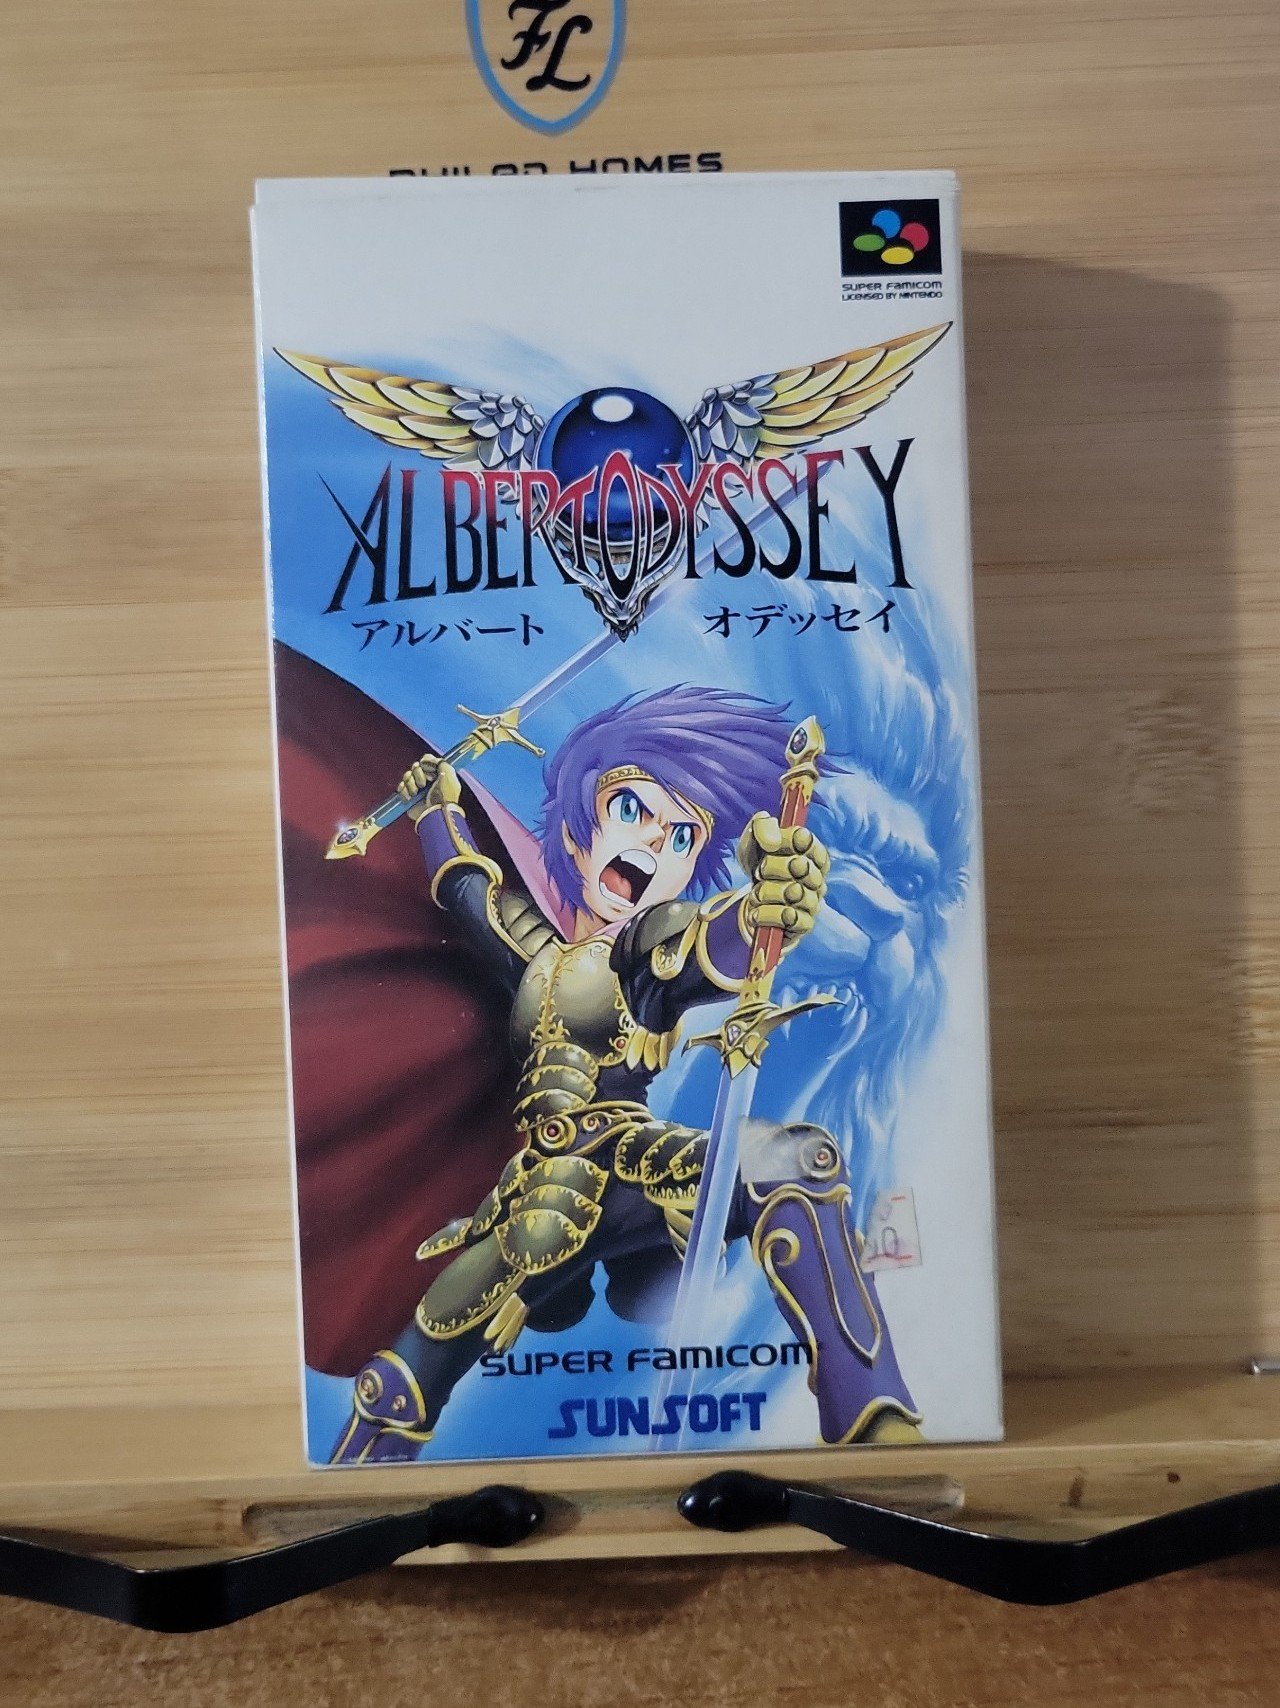 FL
HOMES
SUPER FAMICOM
LICENSED BY NINTENDO
ALBERT ODYSSEY
アルバート オデッセイ
SUPER FAMICOM
SUNSOFT